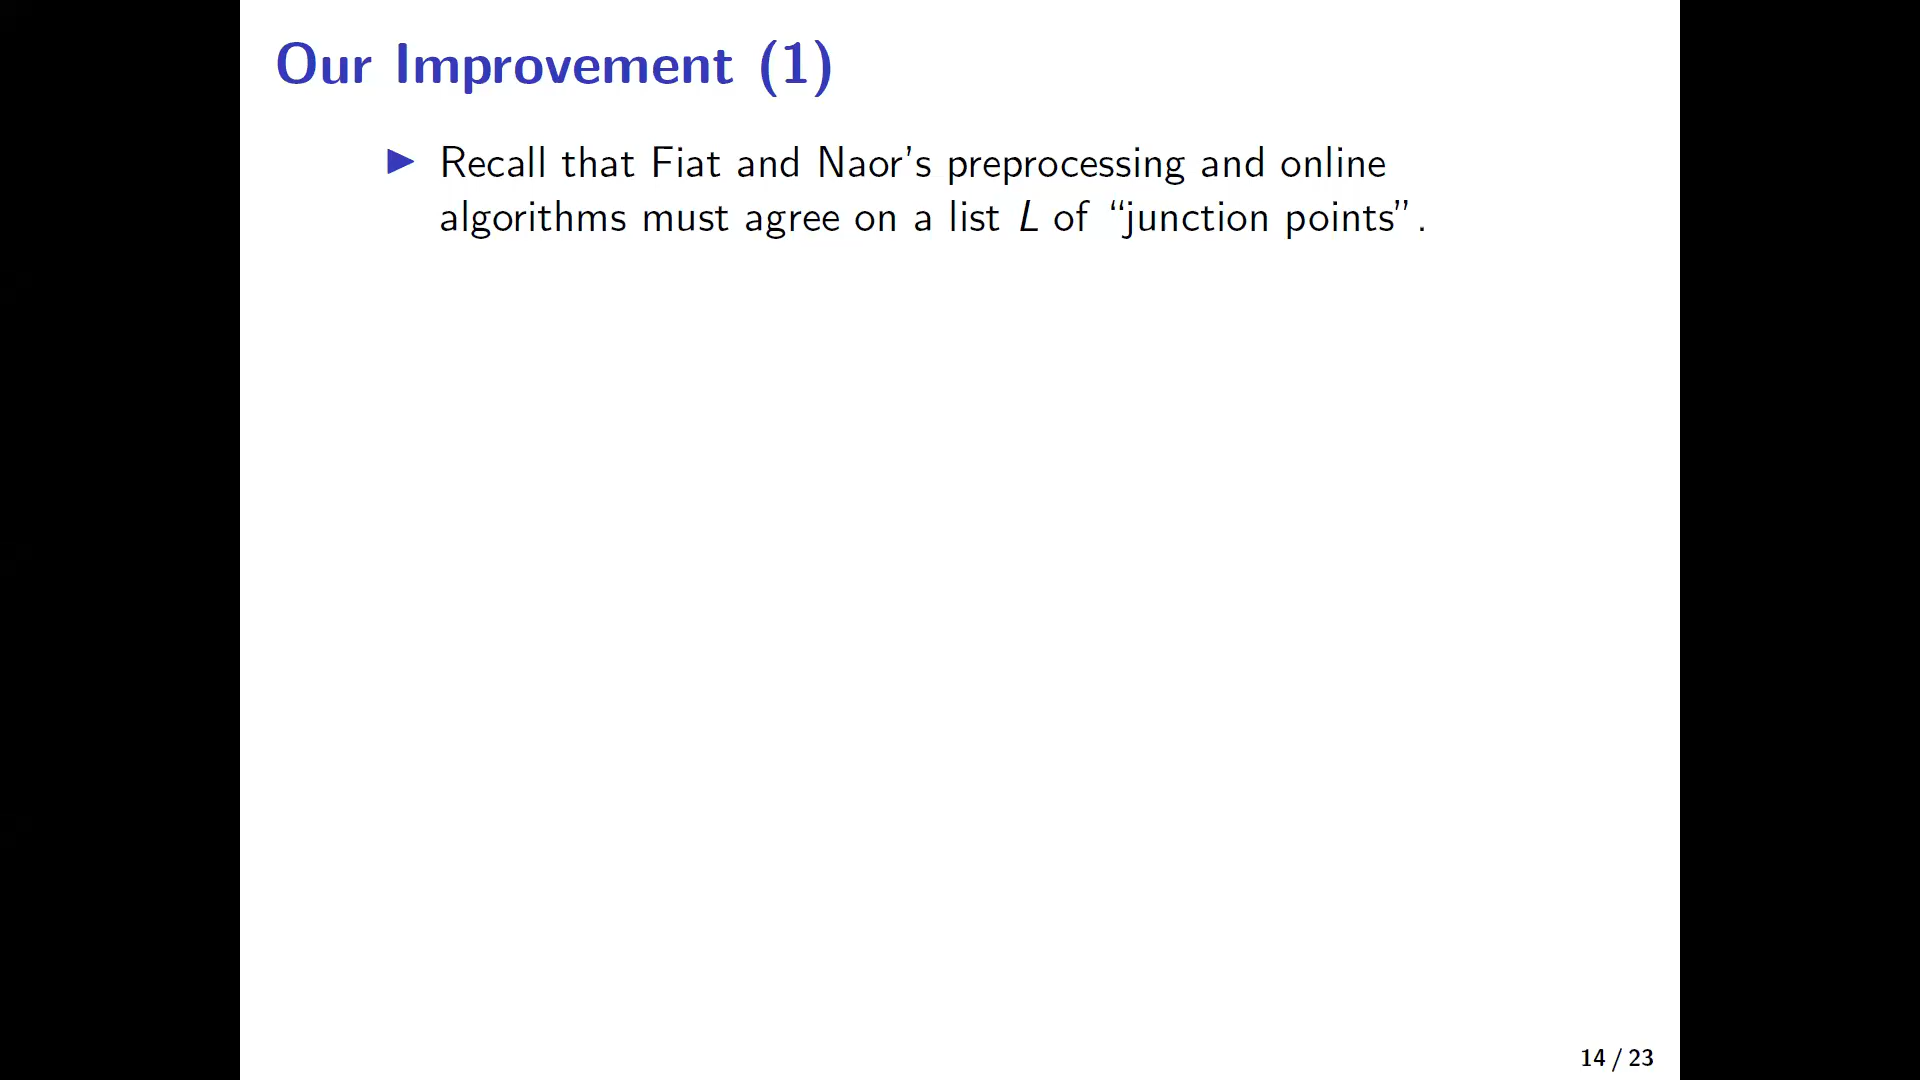 Our Improvement (1)
▶ Recall that Fiat and Naor's preprocessing and online
algorithms must agree on a list L of “junction points”.
14 / 23